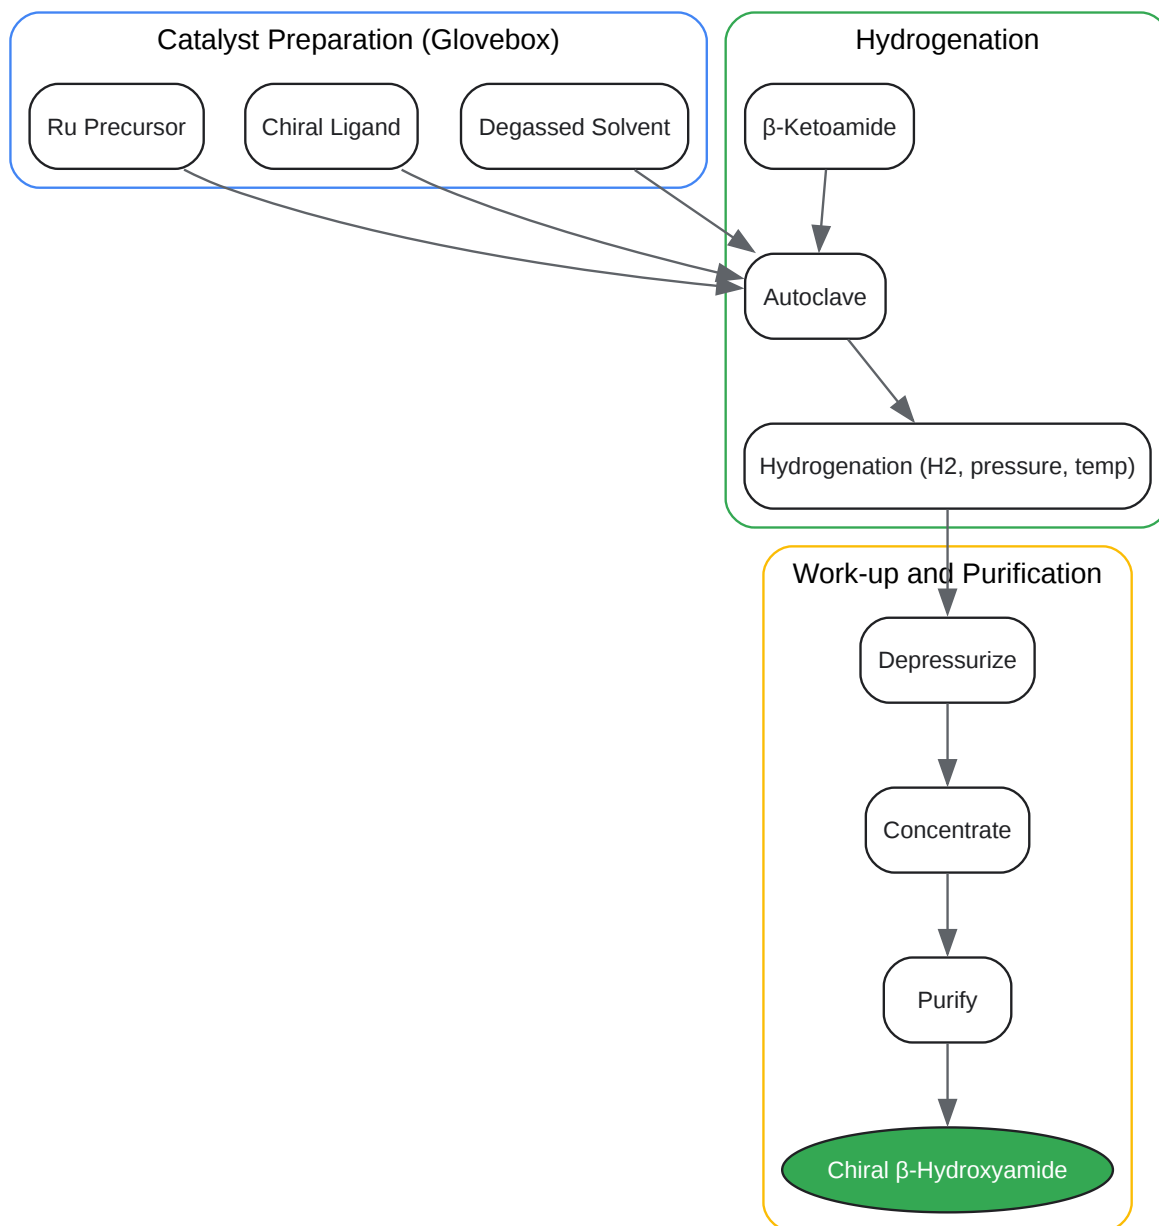 Catalyst Preparation (Glovebox)
Hydrogenation
Ru Precursor
Chiral Ligand
Degassed Solvent
β-Ketoamide
Autoclave
Hydrogenation (H2, pressure, temp)
Work-up and Purification
Depressurize
Concentrate
Purify
Chiral β-Hydroxyamide